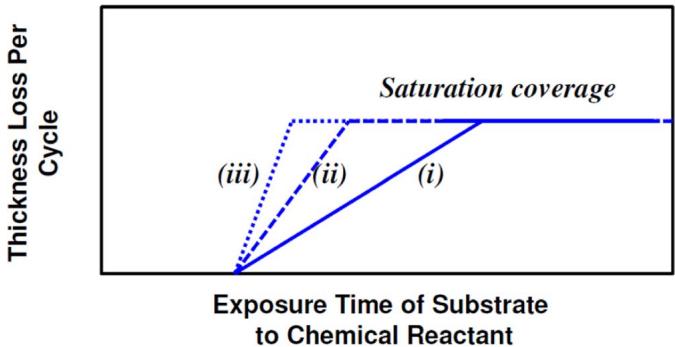 Thickness Loss Per
Cycle
Saturation coverage
(iii)
(ii)
(i)
Exposure Time of Substrate
to Chemical Reactant